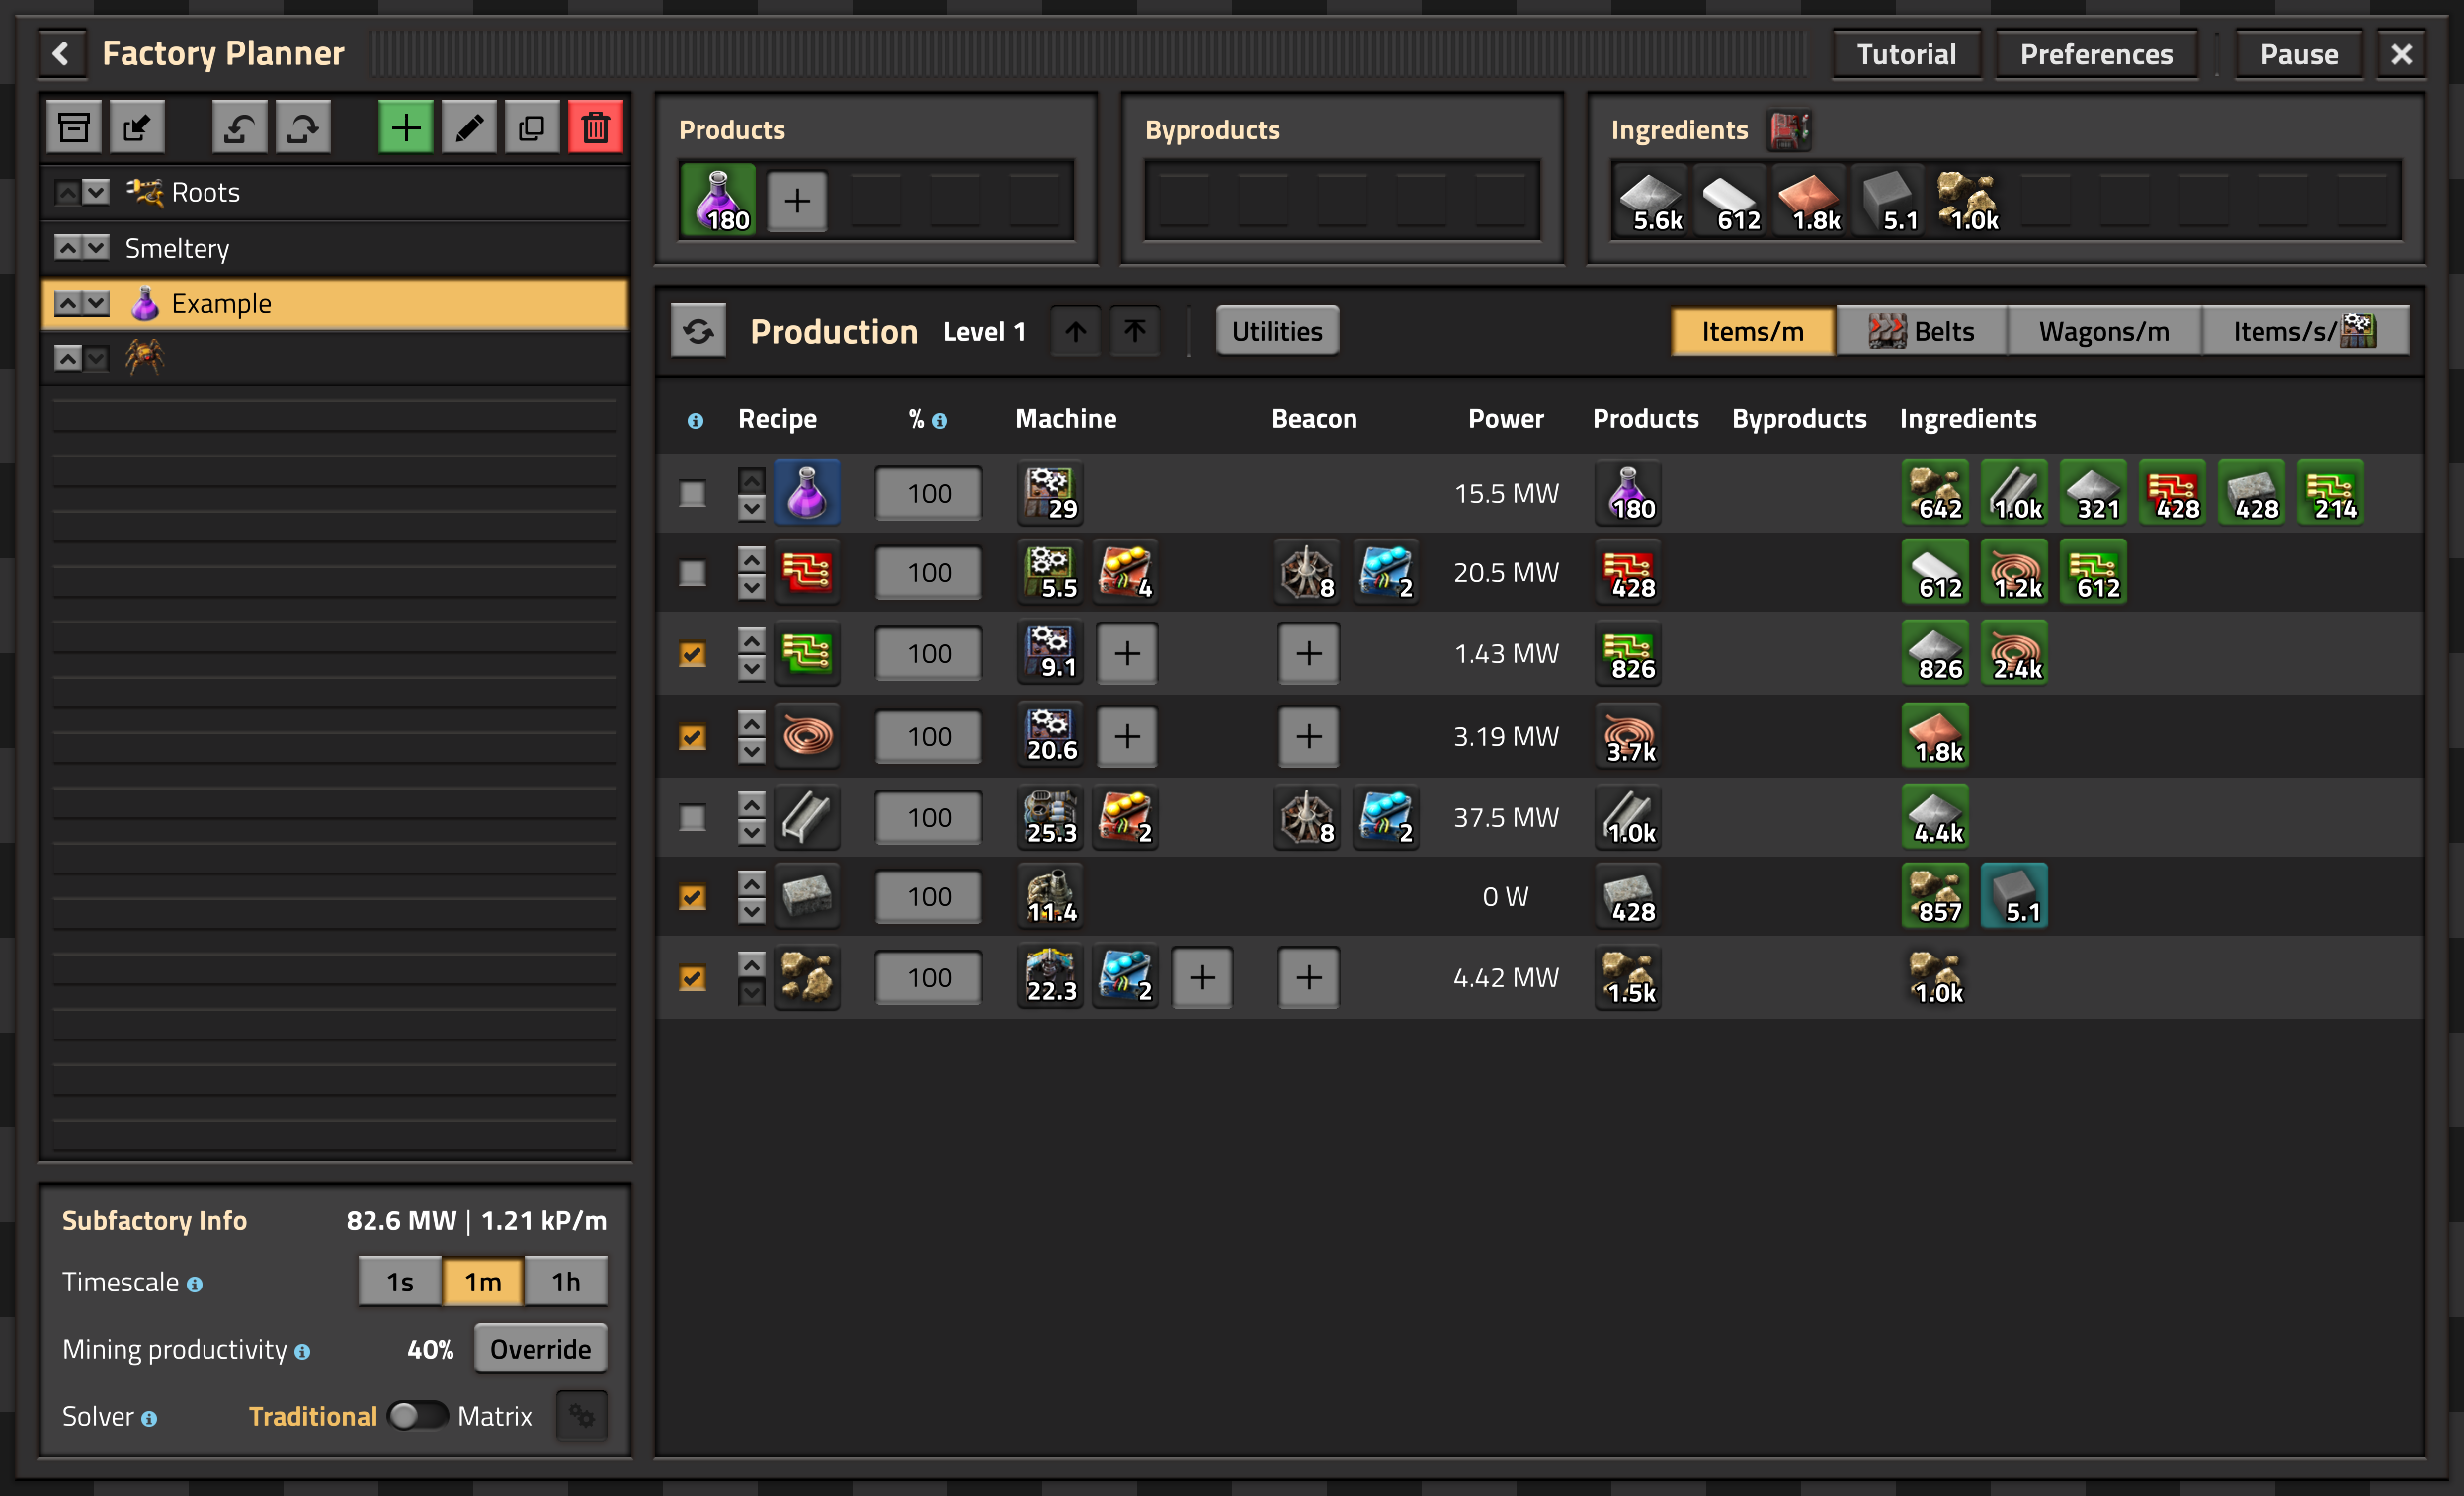 Factory Planner Tutorial Preferences Pause
Products Byproducts Ingredients
180 5.6k 612 1.8k 5.1 1.0k
Roots
Smeltery
Example
Production Level 1 Utilities Items/m Belts Wagons/m Items/s/
Recipe % Machine Beacon Power Products Byproducts Ingredients
100 29 15.5 MW 180 642 1.0k 321 428 428 214
100 5.5 4 8 2 20.5 MW 428 612 1.2k 612
100 9.1 1.43 MW 826 826 2.4k
100 20.6 3.19 MW 3.7k 1.8k
100 25.3 2 8 2 37.5 MW 1.0k 4.4k
100 11.4 0 W 428 857 5.1
100 22.3 2 4.42 MW 1.5k 1.0k
Subfactory Info 82.6 MW | 1.21 kP/m
Timescale 1s 1m 1h
Mining productivity 40% Override
Solver Traditional Matrix